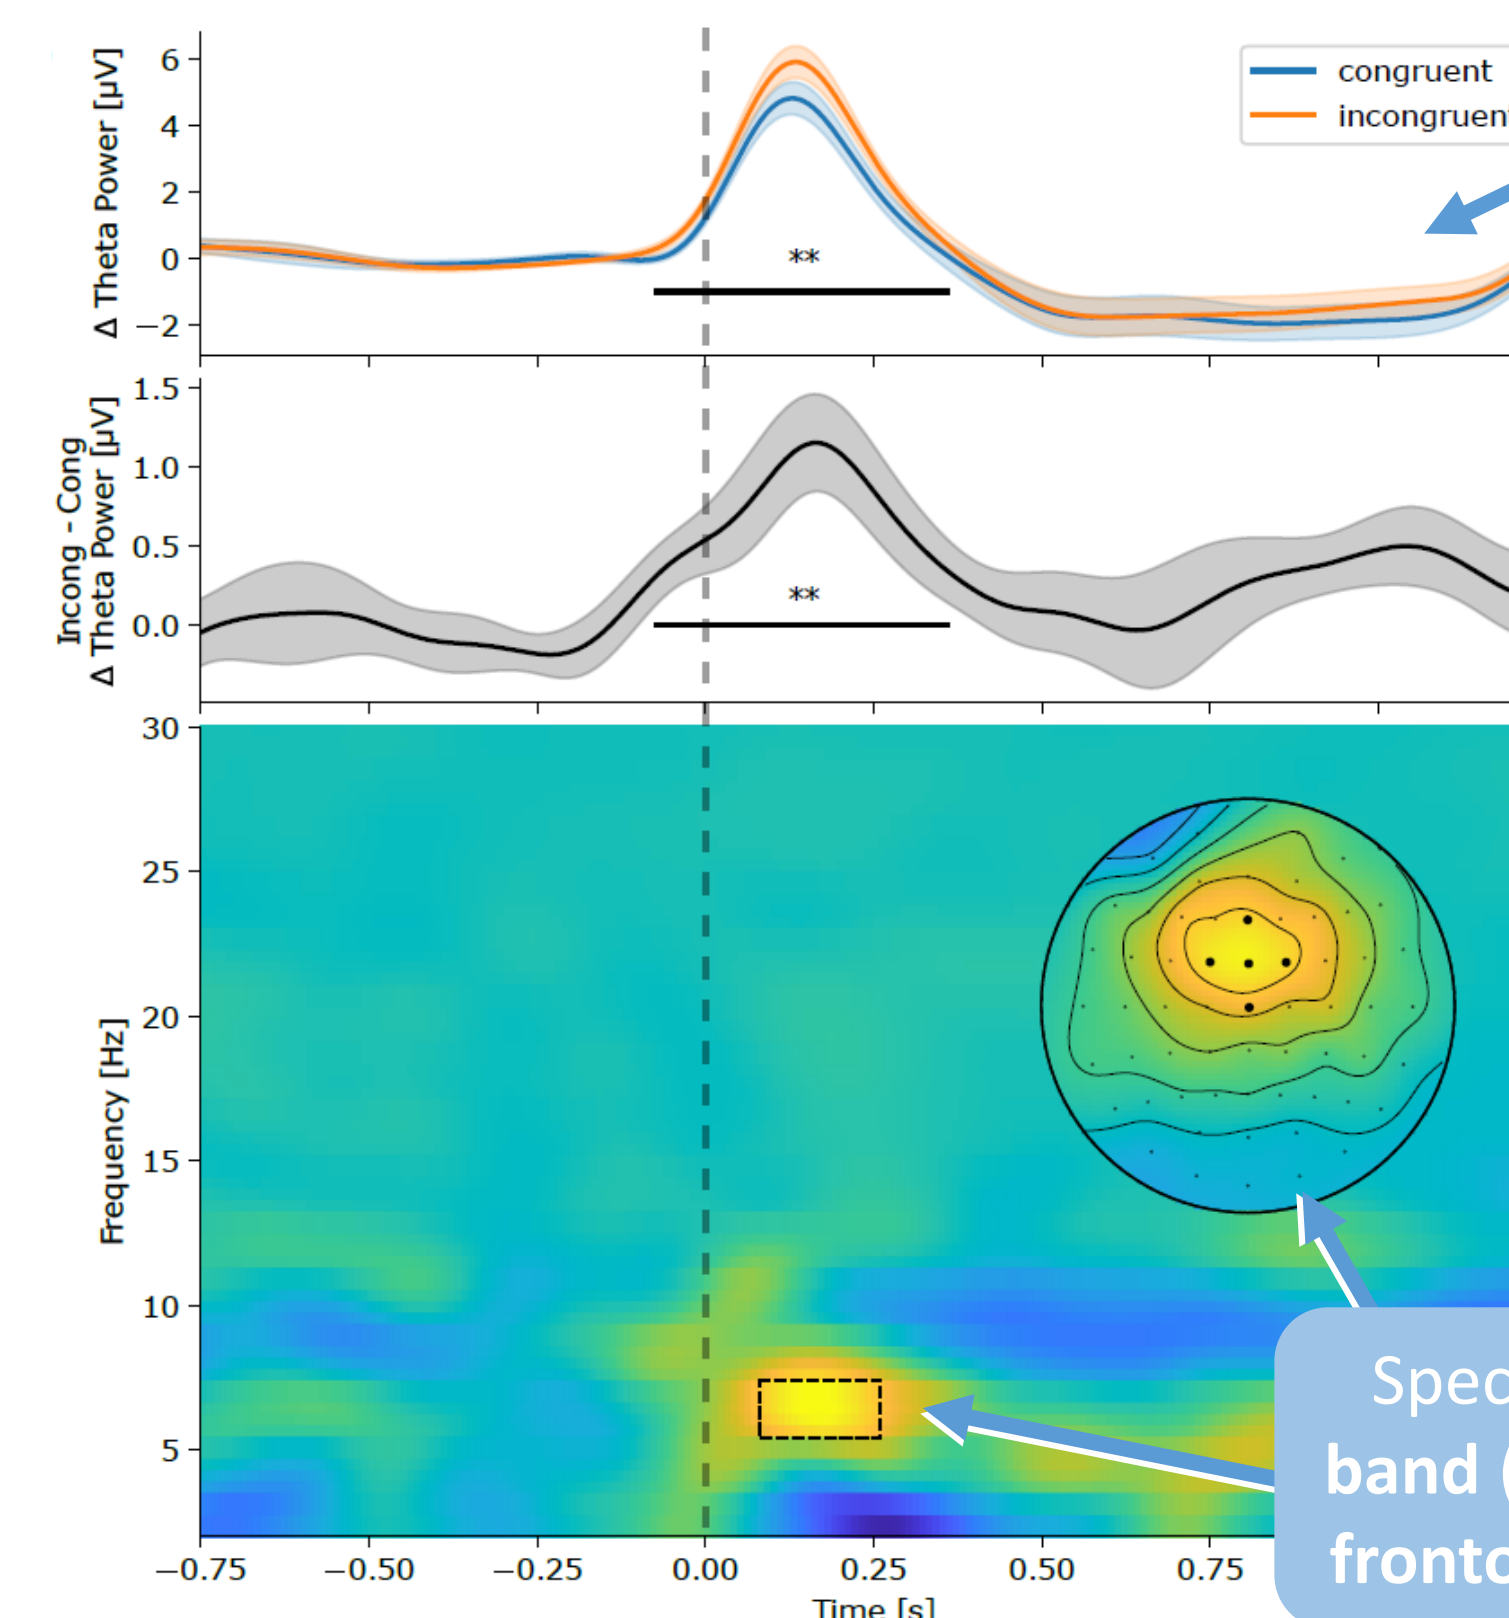 Δ Theta Power [μV]
6
4
2
0
−2
congruent
incongruent
**
Incong - Cong
Δ Theta Power [μV]
1.5
1.0
0.5
0.0
**
Frequency [Hz]
30
25
20
15
10
5
−0.75 −0.50 −0.25 0.00 0.25 0.50 0.75
Time [s]
Spec
band (
fronto